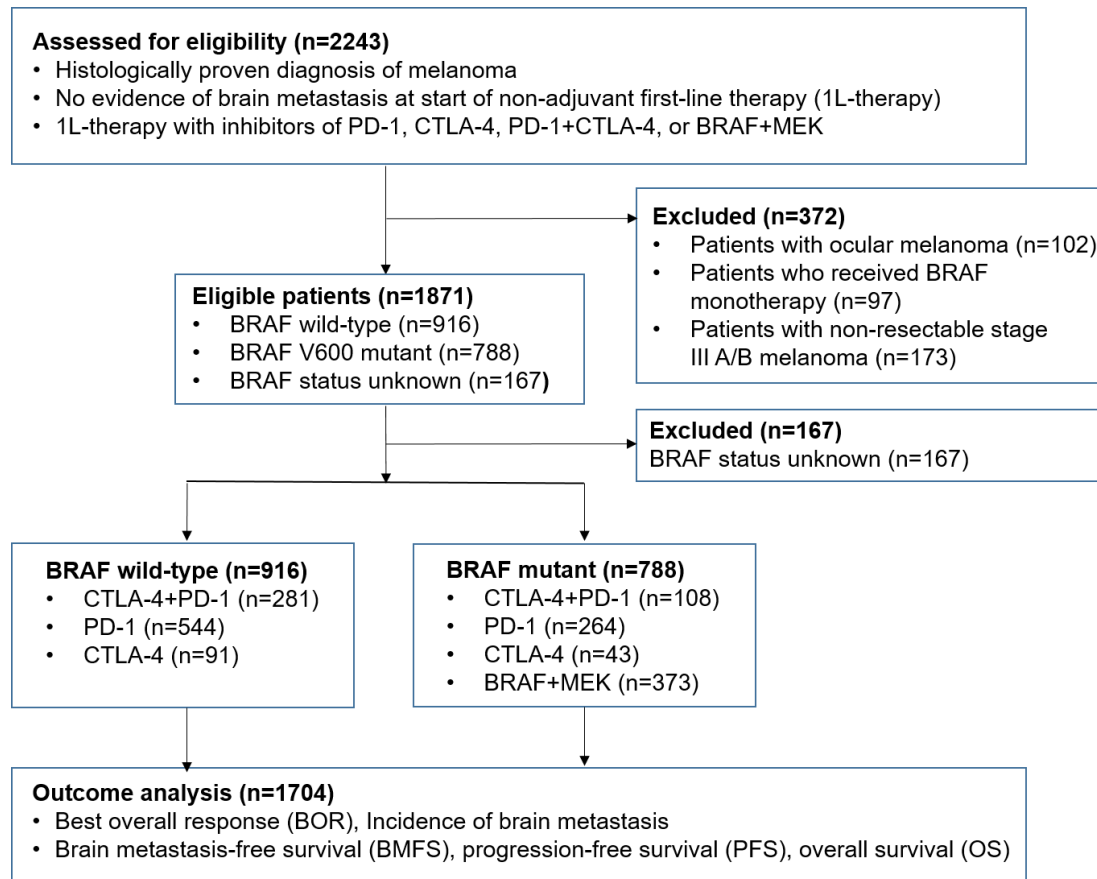 Assessed for eligibility (n=2243)
• Histologically proven diagnosis of melanoma
• No evidence of brain metastasis at start of non-adjuvant first-line therapy (1L-therapy)
• 1L-therapy with inhibitors of PD-1, CTLA-4, PD-1+CTLA-4, or BRAF+MEK
Excluded (n=372)
• Patients with ocular melanoma (n=102)
• Patients who received BRAF
monotherapy (n=97)
• Patients with non-resectable stage
III A/B melanoma (n=173)
Eligible patients (n=1871)
• BRAF wild-type (n=916)
• BRAF V600 mutant (n=788)
• BRAF status unknown (n=167)
Excluded (n=167)
BRAF status unknown (n=167)
BRAF wild-type (n=916)
• CTLA-4+PD-1 (n=281)
• PD-1 (n=544)
• CTLA-4 (n=91)
BRAF mutant (n=788)
• CTLA-4+PD-1 (n=108)
• PD-1 (n=264)
• CTLA-4 (n=43)
• BRAF+MEK (n=373)
Outcome analysis (n=1704)
• Best overall response (BOR), Incidence of brain metastasis
• Brain metastasis-free survival (BMFS), progression-free survival (PFS), overall survival (OS)